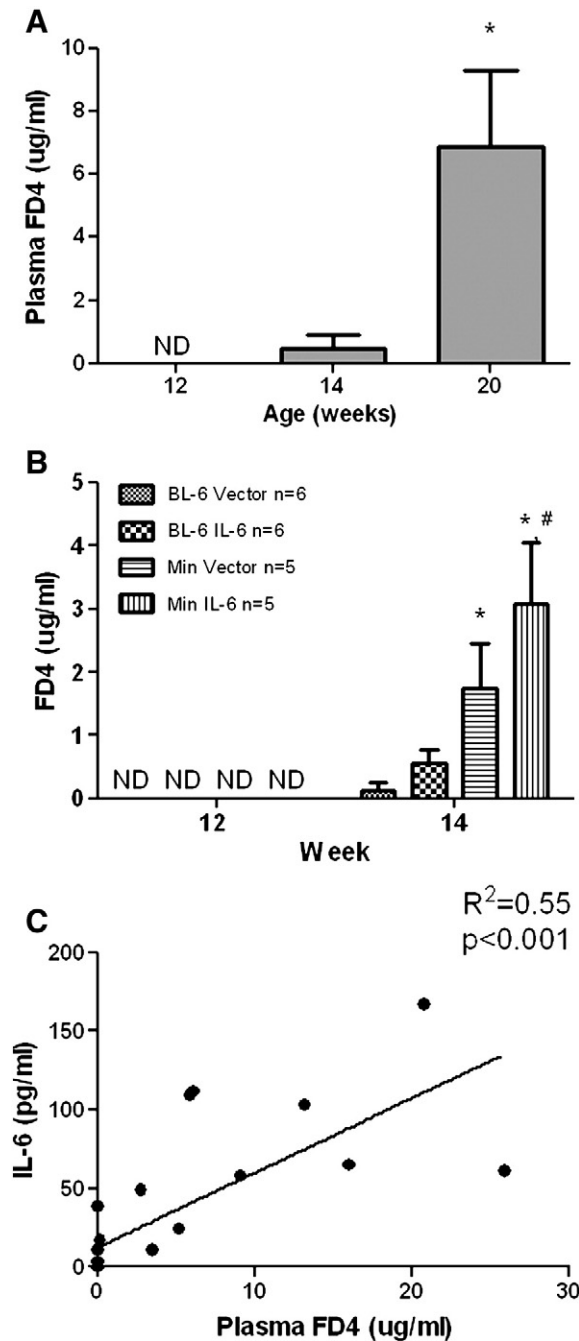 A
*
10
8
6
4
2
0
Plasma FD4 (ug/ml)
ND
12 14 20
Age (weeks)
B
BL-6 Vector n=6
BL-6 IL-6 n=6
Min Vector n=5
Min IL-6 n=5
*, #
*
5
4
3
2
1
0
FD4 (ug/ml)
ND ND ND ND
12 14
Week
C
R²=0.55
p<0.001
200
150
100
50
0
IL-6 (pg/ml)
0 10 20 30
Plasma FD4 (ug/ml)